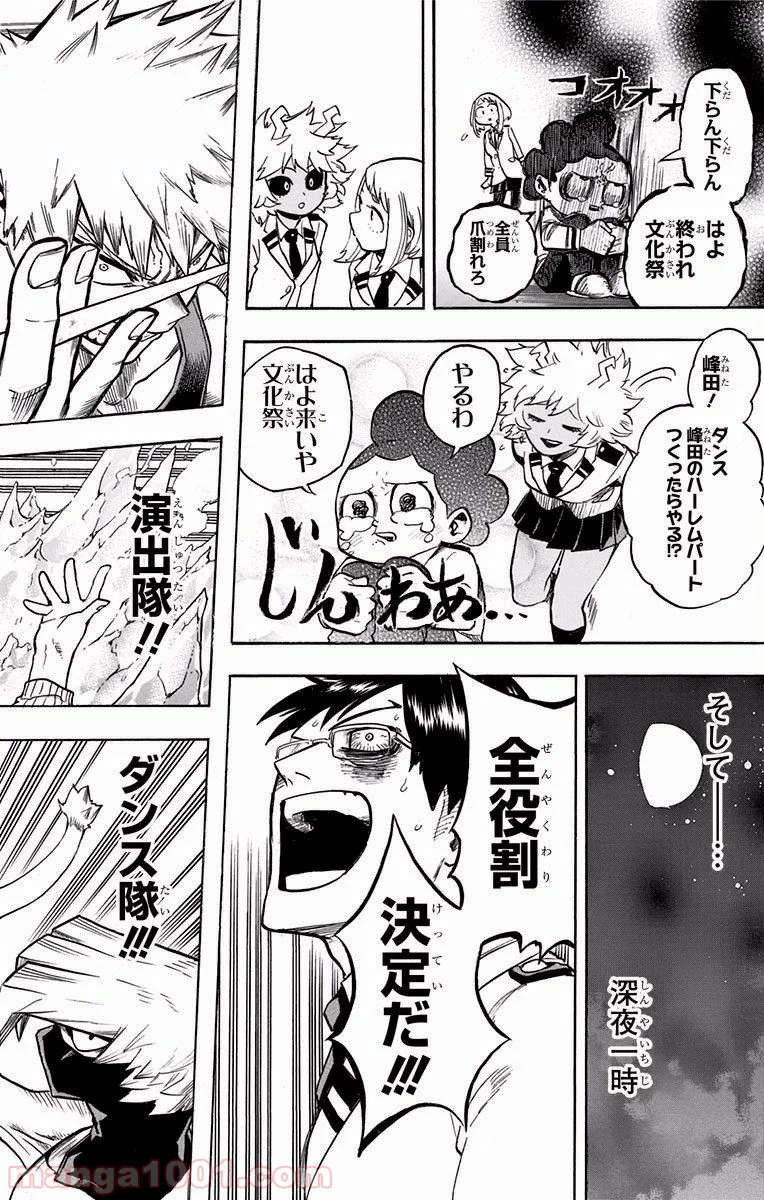 下らん下らん
はよ
終われ
文化祭
コオオオ
全員
爪割れろ
峰田!
ダンス
峰田のハーレムパート
つくったらやる!?
やるわ
はよ来いや
文化祭
じんわあ…
そして——…
深夜一時
全役割
決定だ!!!
演出隊!!
ダンス隊!!!
manga1001.com